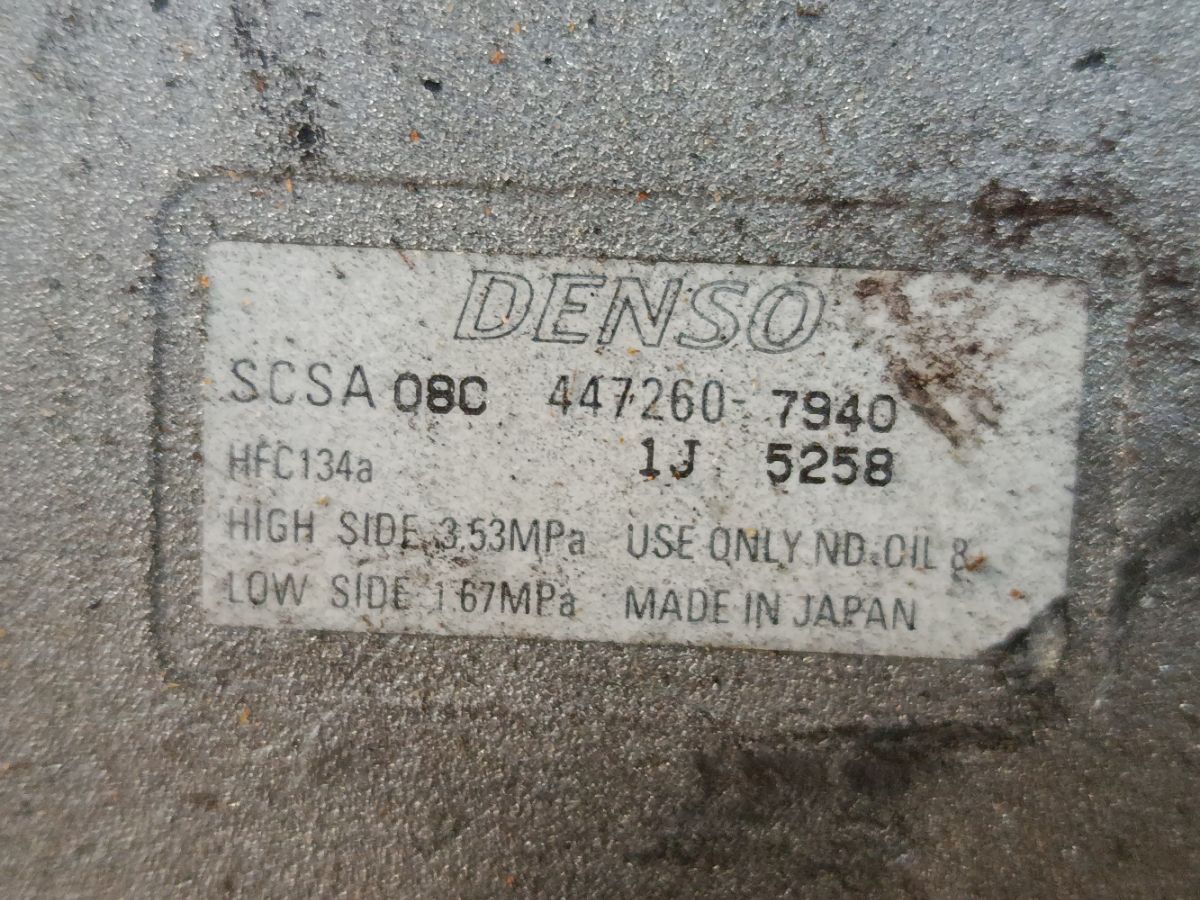 DENSO
SCSA 08C 447260-7940
HFC134a 1J 5258
HIGH SIDE 3.53MPa USE ONLY ND-OIL 8
LOW SIDE 1.67MPa MADE IN JAPAN